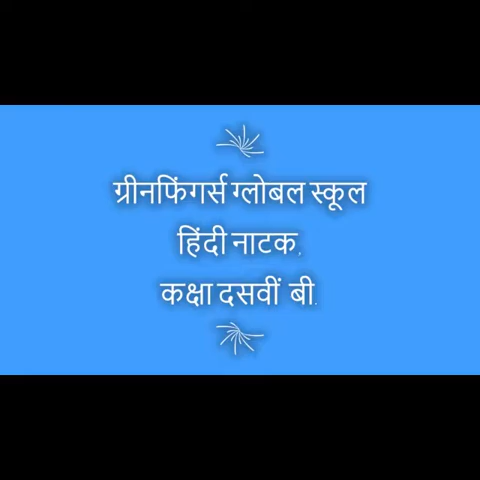 ग्रीनफिंगर्स ग्लोबल स्कूल
हिंदी नाटक.
कक्षा दसवीं बी.